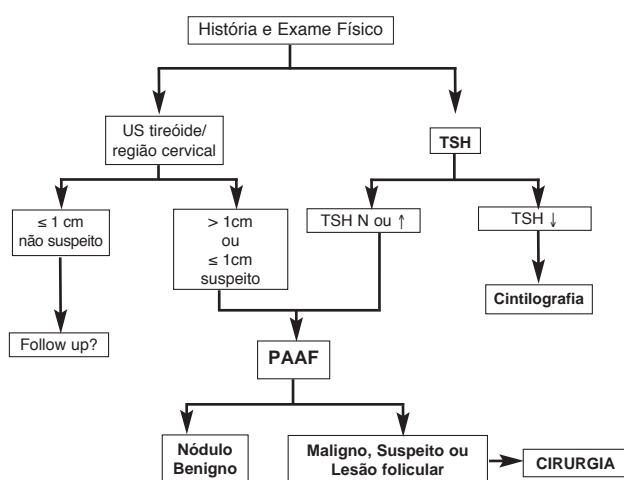 História e Exame Físico
US tireóide/
região cervical
TSH
≤ 1 cm
não suspeito
> 1cm
ou
≤ 1cm
suspeito
TSH N ou ↑
TSH ↓
Cintilografia
Follow up?
PAAF
Nódulo
Benigno
Maligno, Suspeito ou
Lesão folicular
CIRURGIA